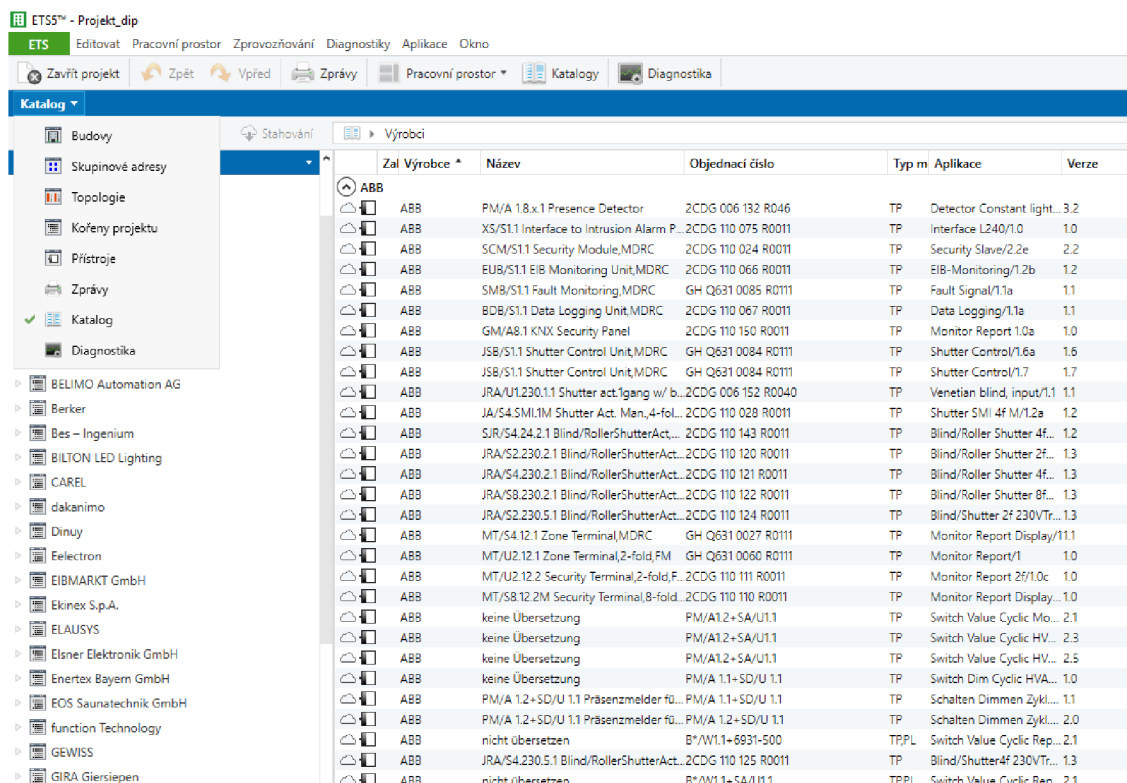 ETS5™ - Projekt_dip
ETS Editovat Pracovní prostor Zprovozňování Diagnostiky Aplikace Okno
Zavřít projekt Zpět Vpřed Zprávy Pracovní prostor Katalogy Diagnostika
Katalog
Budovy
Skupinové adresy
Topologie
Kořeny projektu
Přístroje
Zprávy
Katalog
Diagnostika
BELIMO Automation AG
Berker
Bes – Ingenium
BILTON LED Lighting
CAREL
dakanimo
Dinuy
Eelectron
EIBMARKT GmbH
Ekinex S.p.A.
ELAUSYS
Elsner Elektronik GmbH
Enertex Bayern GmbH
EOS Saunatechnik GmbH
function Technology
GEWISS
GIRA Giersiepen
Stahování Výrobci
Zal Výrobce Název Objednací číslo Typ m Aplikace Verze
ABB
ABB PM/A 1.8.x.1 Presence Detector 2CDG 006 132 R046 TP Detector Constant light... 3.2
ABB XS/S1.1 Interface to Intrusion Alarm P... 2CDG 110 075 R0011 TP Interface L240/1.0 1.0
ABB SCM/S1.1 Security Module,MDRC 2CDG 110 024 R0011 TP Security Slave/2.2e 2.2
ABB EUB/S1.1 EIB Monitoring Unit,MDRC 2CDG 110 066 R0011 TP EIB-Monitoring/1.2b 1.2
ABB SMB/S1.1 Fault Monitoring,MDRC GH Q631 0085 R0111 TP Fault Signal/1.1a 1.1
ABB BDB/S1.1 Data Logging Unit,MDRC 2CDG 110 067 R0011 TP Data Logging/1.1a 1.1
ABB GM/A8.1 KNX Security Panel 2CDG 110 150 R0011 TP Monitor Report 1.0a 1.0
ABB JSB/S1.1 Shutter Control Unit,MDRC GH Q631 0084 R0111 TP Shutter Control/1.6a 1.6
ABB JSB/S1.1 Shutter Control Unit,MDRC GH Q631 0084 R0111 TP Shutter Control/1.7 1.7
ABB JRA/U1.230.1.1 Shutter act.1gang w/ b... 2CDG 006 152 R0040 TP Venetian blind, input/1.1 1.1
ABB JA/S4.SMI.1M Shutter Act. Man.,4-fol... 2CDG 110 028 R0011 TP Shutter SMI 4f M/1.2a 1.2
ABB SJR/S4.24.2.1 Blind/RollerShutterAct,... 2CDG 110 143 R0011 TP Blind/Roller Shutter 4f... 1.2
ABB JRA/S2.230.2.1 Blind/RollerShutterAct... 2CDG 110 120 R0011 TP Blind/Roller Shutter 2f... 1.3
ABB JRA/S4.230.2.1 Blind/RollerShutterAct... 2CDG 110 121 R0011 TP Blind/Roller Shutter 4f... 1.3
ABB JRA/S8.230.2.1 Blind/RollerShutterAct... 2CDG 110 122 R0011 TP Blind/Roller Shutter 8f... 1.3
ABB JRA/S2.230.5.1 Blind/RollerShutterAct... 2CDG 110 124 R0011 TP Blind/Shutter 2f 230VTr... 1.3
ABB MT/S4.12.1 Zone Terminal,MDRC GH Q631 0027 R0111 TP Monitor Report Display/1 1.1
ABB MT/U2.12.1 Zone Terminal,2-fold,FM GH Q631 0060 R0111 TP Monitor Report/1 1.0
ABB MT/U2.12.2 Security Terminal,2-fold,F... 2CDG 110 111 R0011 TP Monitor Report 2f/1.0c 1.0
ABB MT/S8.12.2M Security Terminal,8-fold... 2CDG 110 110 R0011 TP Monitor Report Display... 1.0
ABB keine Übersetzung PM/A1.2+SA/U1.1 TP Switch Value Cyclic Mo... 2.1
ABB keine Übersetzung PM/A1.2+SA/U1.1 TP Switch Value Cyclic HV... 2.3
ABB keine Übersetzung PM/A1.2+SA/U1.1 TP Switch Value Cyclic HV... 2.5
ABB keine Übersetzung PM/A 1.1+SD/U 1.1 TP Switch Dim Cyclic HVA... 1.0
ABB PM/A 1.2+SD/U 1.1 Präsenzmelder fü... PM/A 1.1+SD/U 1.1 TP Schalten Dimmen Zykl.... 1.1
ABB PM/A 1.2+SD/U 1.1 Präsenzmelder fü... PM/A 1.2+SD/U 1.1 TP Schalten Dimmen Zykl.... 2.0
ABB nicht übersetzen B*/W1.1+6931-500 TP,PL Switch Value Cyclic Rep... 2.1
ABB JRA/S4.230.5.1 Blind/RollerShutterAct... 2CDG 110 125 R0011 TP Blind/Shutter4f 230VTr... 1.3
ABB nicht übersetzen B*/W1.1+SA/U1.1 TP,PL Switch Value Cyclic Rep... 2.1